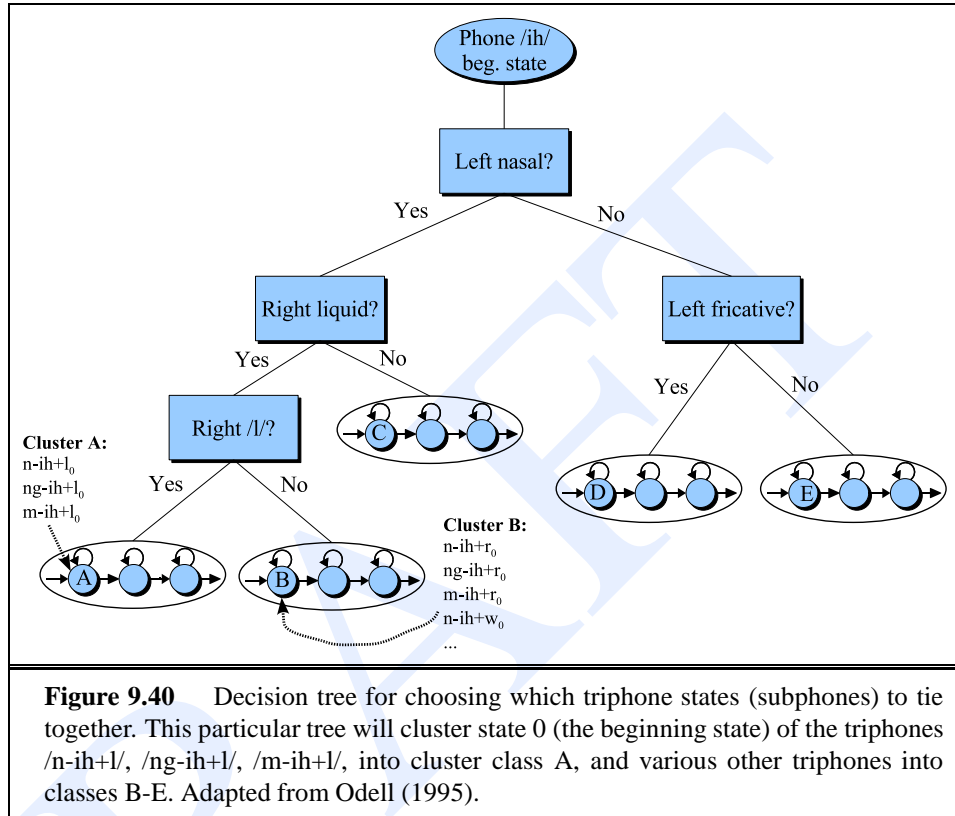 Phone /ih/
beg. state
Left nasal?
Yes
No
Right liquid?
Left fricative?
Yes
No
Yes
No
Right /l/?
C
Cluster A:
n-ih+l₀
ng-ih+l₀
m-ih+l₀
Yes
No
D
E
Cluster B:
n-ih+r₀
ng-ih+r₀
m-ih+r₀
n-ih+w₀
...
A
B
DRAFT
Figure 9.40 Decision tree for choosing which triphone states (subphones) to tie
together. This particular tree will cluster state 0 (the beginning state) of the triphones
/n-ih+l/, /ng-ih+l/, /m-ih+l/, into cluster class A, and various other triphones into
classes B-E. Adapted from Odell (1995).